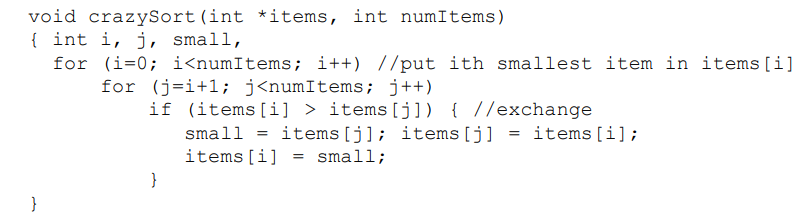 void crazySort(int *items, int numItems)
{ int i, j, small,
for (i=0; i<numItems; i++) //put ith smallest item in items[i]
for (j=i+1; j<numItems; j++)
if (items[i] > items[j]) { //exchange
small = items[j]; items[j] = items[i];
items[i] = small;
}
}